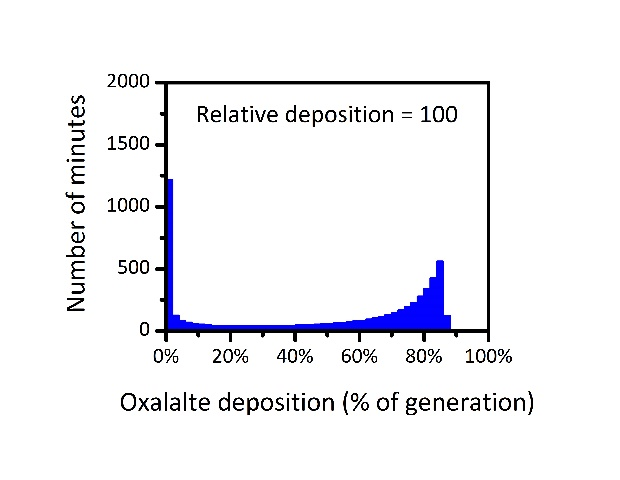 2000
Relative deposition = 100
1500
1000
500
0
Number of minutes
0% 20% 40% 60% 80% 100%
Oxalalte deposition (% of generation)